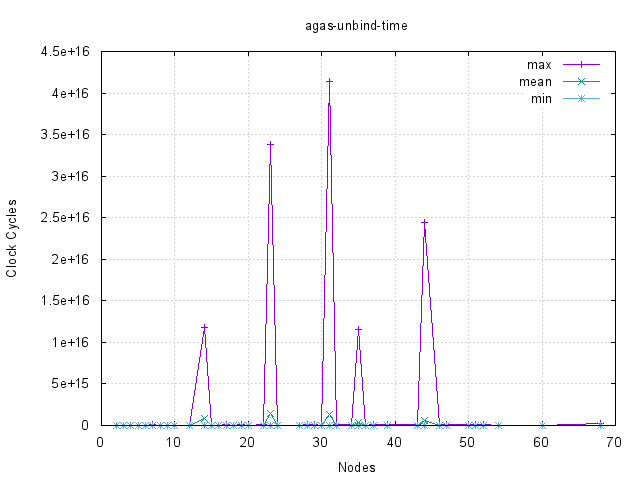 agas-unbind-time
4.5e+16
4e+16
3.5e+16
3e+16
2.5e+16
2e+16
1.5e+16
1e+16
5e+15
0
0 10 20 30 40 50 60 70
Clock Cycles
Nodes
max
mean
min